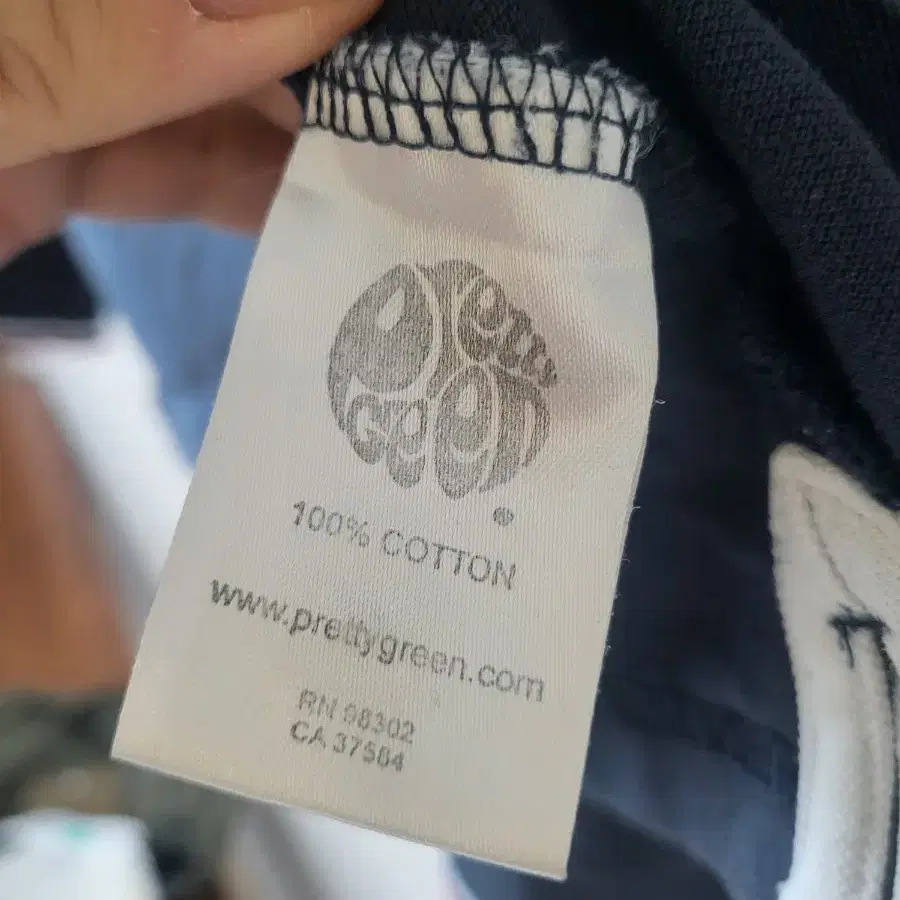 Pretty
Green
®
100% COTTON
www.prettygreen.com
RN 98302
CA 37584